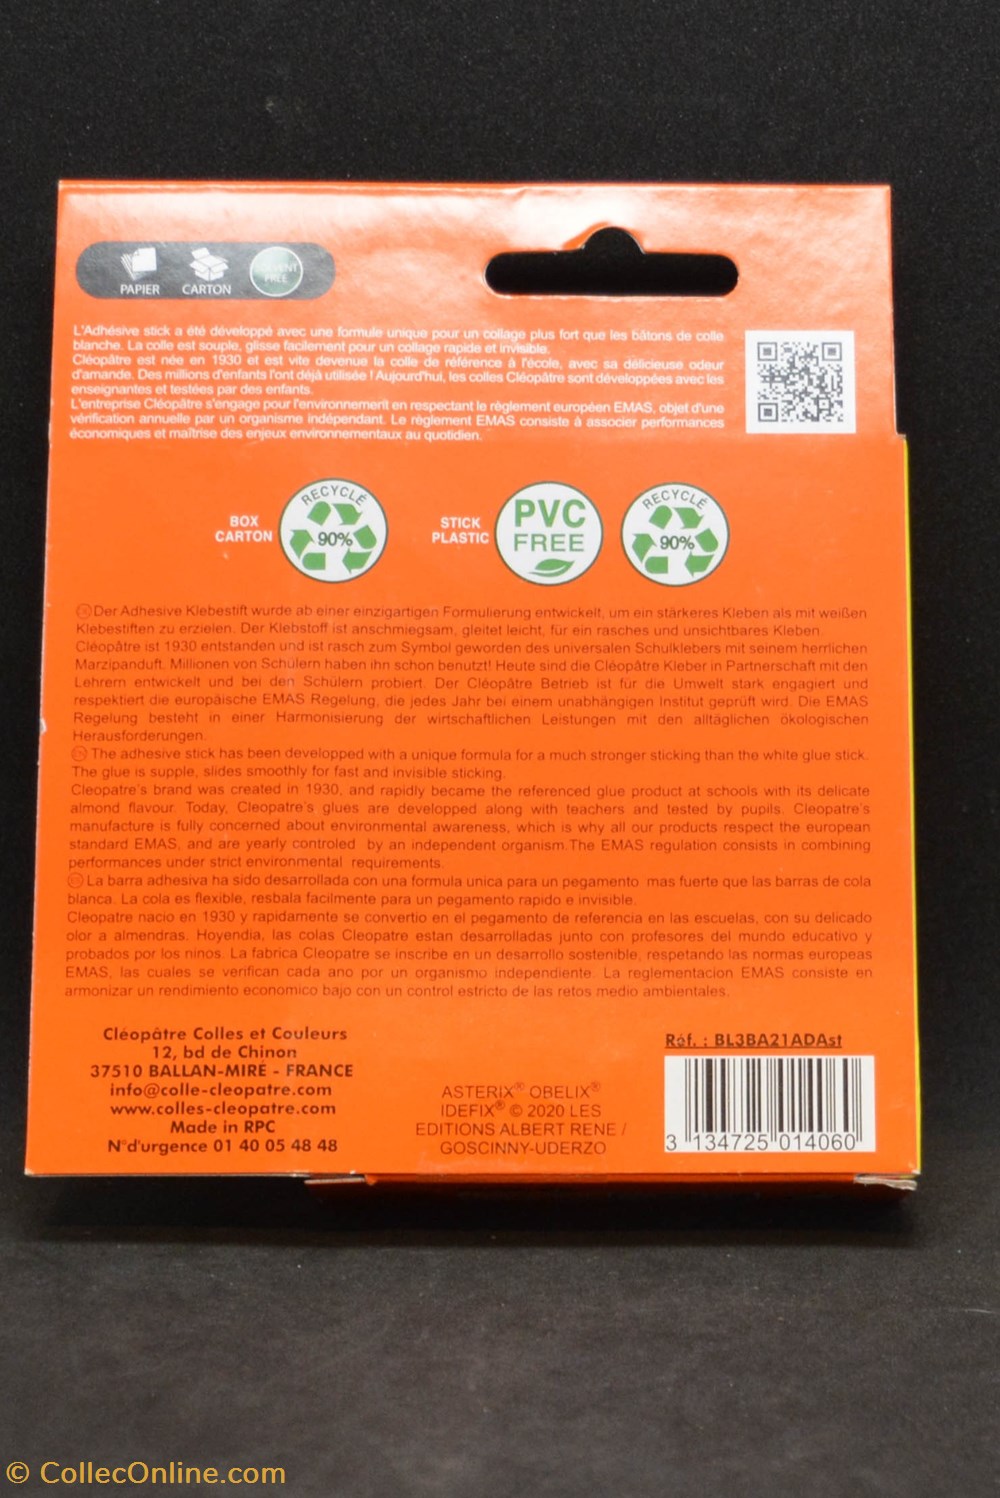 PAPIER CARTON SOLVENT FREE
L'Adhésive stick a été développé avec une formule unique pour un collage plus fort que les bâtons de colle
blanche. La colle est souple, glisse facilement pour un collage rapide et invisible.
Cléopâtre est née en 1930 et est vite devenue la colle de référence à l'école, avec sa délicieuse odeur
d'amande. Des millions d'enfants l'ont déjà utilisée ! Aujourd'hui, les colles Cléopâtre sont développées avec les
enseignantes et testées par des enfants.
L'entreprise Cléopâtre s'engage pour l'environnement en respectant le règlement européen EMAS, objet d'une
vérification annuelle par un organisme indépendant. Le règlement EMAS consiste à associer performances
économiques et maîtrise des enjeux environnementaux au quotidien.
BOX CARTON
RECYCLÉ 90%
STICK PLASTIC
PVC FREE
RECYCLÉ 90%
DE Der Adhesive Klebestift wurde ab einer einzigartigen Formulierung entwickelt, um ein stärkeres Kleben als mit weißen
Klebestiften zu erzielen. Der Klebstoff ist anschmiegsam, gleitet leicht, für ein rasches und unsichtbares Kleben.
Cléopâtre ist 1930 entstanden und ist rasch zum Symbol geworden des universalen Schulklebers mit seinem herrlichen
Marzipanduft. Millionen von Schülern haben ihn schon benutzt! Heute sind die Cléopâtre Kleber in Partnerschaft mit den
Lehrern entwickelt und bei den Schülern probiert. Der Cléopâtre Betrieb ist für die Umwelt stark engagiert und
respektiert die europäische EMAS Regelung, die jedes Jahr bei einem unabhängigen Institut geprüft wird. Die EMAS
Regelung besteht in einer Harmonisierung der wirtschaftlichen Leistungen mit den alltäglichen ökologischen
Herausforderungen.
EN The adhesive stick has been developped with a unique formula for a much stronger sticking than the white glue stick.
The glue is supple, slides smoothly for fast and invisible sticking.
Cleopatre's brand was created in 1930, and rapidly became the referenced glue product at schools with its delicate
almond flavour. Today, Cleopatre's glues are developped along with teachers and tested by pupils. Cleopatre's
manufacture is fully concerned about environmental awareness, which is why all our products respect the european
standard EMAS, and are yearly controled by an independent organism.The EMAS regulation consists in combining
performances under strict environmental requirements.
ES La barra adhesiva ha sido desarrollada con una formula unica para un pegamento mas fuerte que las barras de cola
blanca. La cola es flexible, resbala facilmente para un pegamento rapido e invisible.
Cleopatre nacio en 1930 y rapidamente se convertio en el pegamento de referencia en las escuelas, con su delicado
olor a almendras. Hoyendia, las colas Cleopatre estan desarrolladas junto con profesores del mundo educativo y
probados por los ninos. La fabrica Cleopatre se inscribe en un desarrollo sostenible, respetando las normas europeas
EMAS, las cuales se verifican cada ano por un organismo independiente. La reglementacion EMAS consiste en
armonizar un rendimiento economico bajo con un control estricto de las retos medio ambientales.
Cléopâtre Colles et Couleurs
12, bd de Chinon
37510 BALLAN-MIRÉ - FRANCE
info@colle-cleopatre.com
www.colles-cleopatre.com
Made in RPC
N°d'urgence 01 40 05 48 48
ASTERIX® OBELIX®
IDEFIX® © 2020 LES
EDITIONS ALBERT RENE /
GOSCINNY-UDERZO
Réf. : BL3BA21ADAst
3 134725 014060
© CollecOnline.com